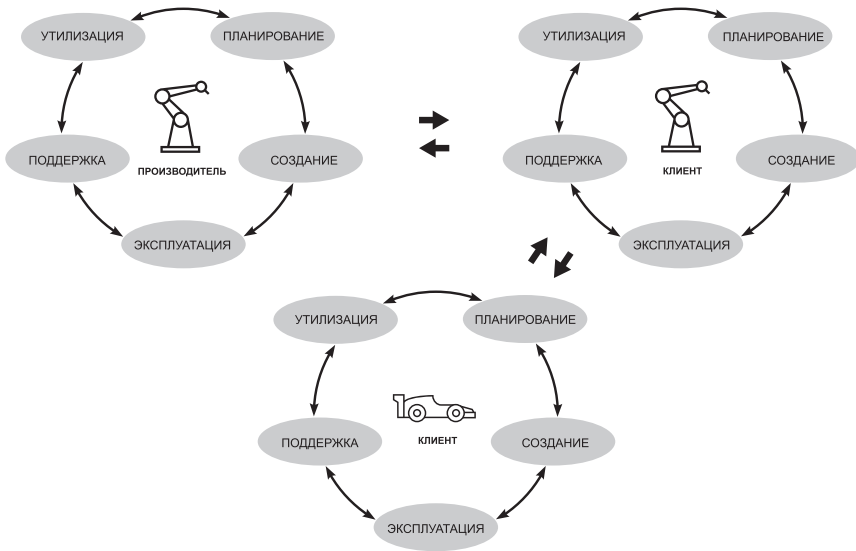 УТИЛИЗАЦИЯ
ПЛАНИРОВАНИЕ
ПОДДЕРЖКА
ПРОИЗВОДИТЕЛЬ
СОЗДАНИЕ
ЭКСПЛУАТАЦИЯ
УТИЛИЗАЦИЯ
ПЛАНИРОВАНИЕ
ПОДДЕРЖКА
КЛИЕНТ
СОЗДАНИЕ
ЭКСПЛУАТАЦИЯ
УТИЛИЗАЦИЯ
ПЛАНИРОВАНИЕ
ПОДДЕРЖКА
КЛИЕНТ
СОЗДАНИЕ
ЭКСПЛУАТАЦИЯ